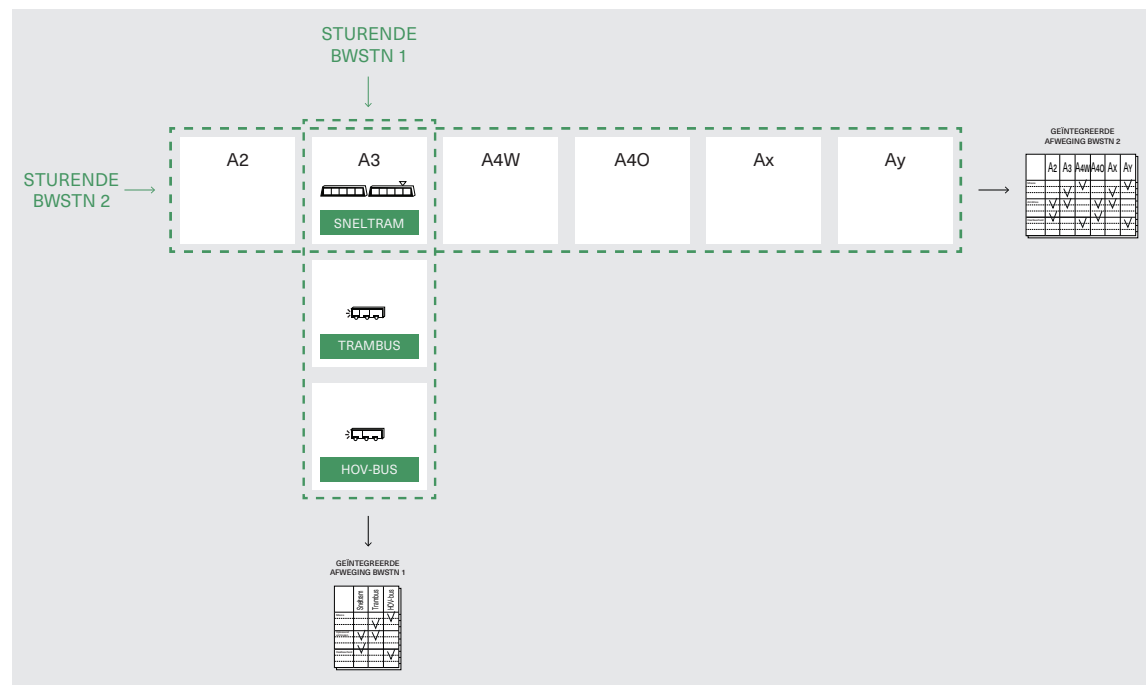 STURENDE
BWSTN 1
STURENDE
BWSTN 2
A2
A3
A4W
A4O
Ax
Ay
SNELTRAM
TRAMBUS
HOV-BUS
GEÏNTEGREERDE
AFWEGING BWSTN 2
A2 A3 A4W A4O Ax Ay
GEÏNTEGREERDE
AFWEGING BWSTN 1
Sneltram Trambus HOV-bus